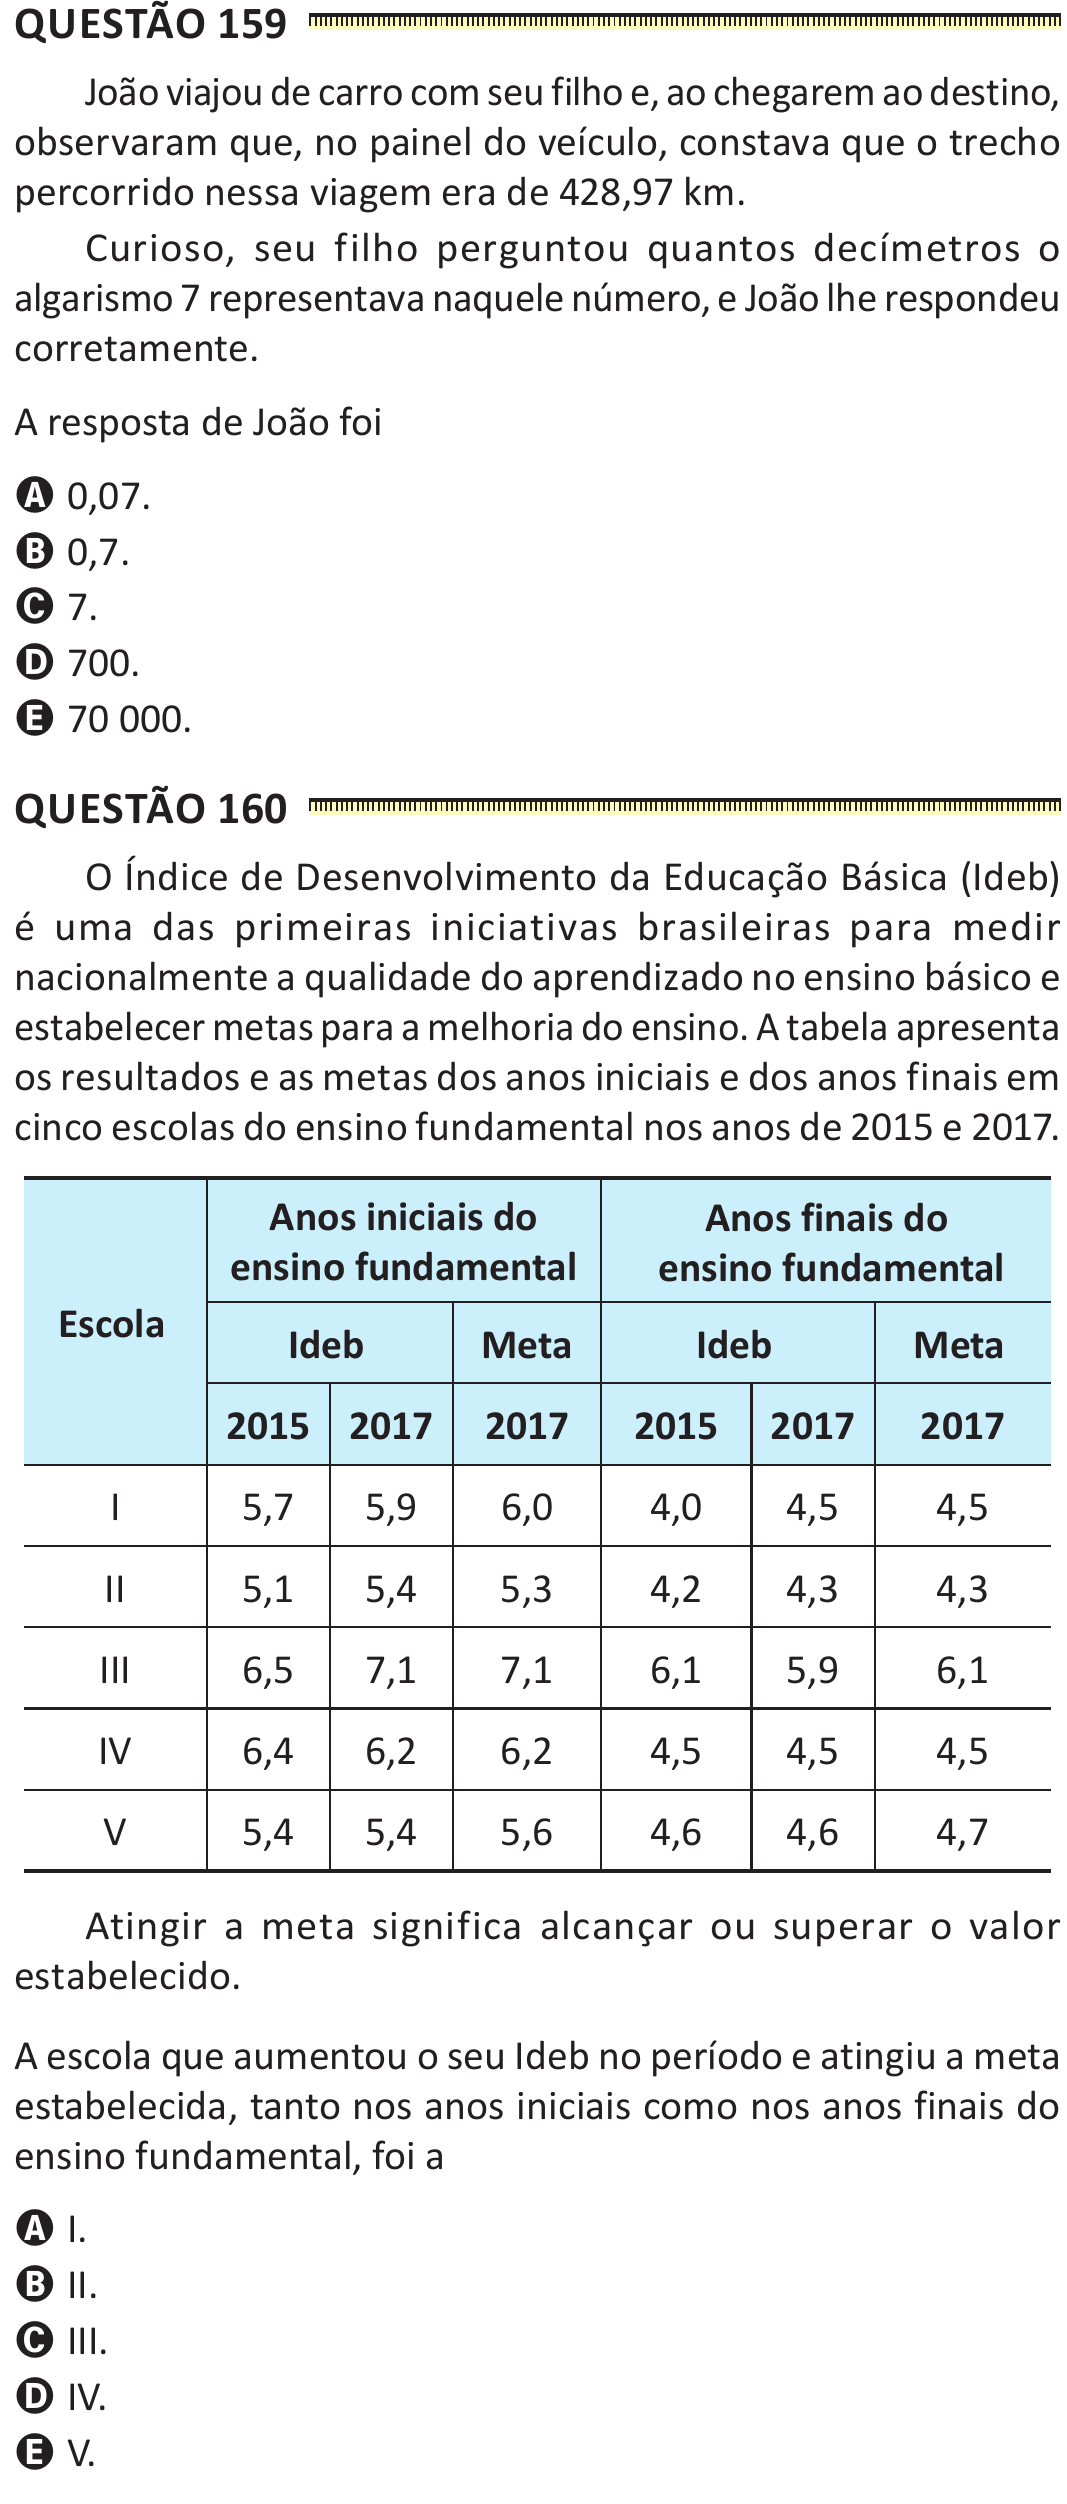 QUESTÃO 159
João viajou de carro com seu filho e, ao chegarem ao destino,
observaram que, no painel do veículo, constava que o trecho
percorrido nessa viagem era de 428,97 km.
Curioso, seu filho perguntou quantos decímetros o
algarismo 7 representava naquele número, e João lhe respondeu
corretamente.
A resposta de João foi
A 0,07.
B 0,7.
C 7.
D 700.
E 70 000.
QUESTÃO 160
O Índice de Desenvolvimento da Educação Básica (Ideb)
é uma das primeiras iniciativas brasileiras para medir
nacionalmente a qualidade do aprendizado no ensino básico e
estabelecer metas para a melhoria do ensino. A tabela apresenta
os resultados e as metas dos anos iniciais e dos anos finais em
cinco escolas do ensino fundamental nos anos de 2015 e 2017.
Escola
Anos iniciais do
ensino fundamental
Anos finais do
ensino fundamental
Ideb Meta Ideb Meta
2015 2017 2017 2015 2017 2017
I 5,7 5,9 6,0 4,0 4,5 4,5
II 5,1 5,4 5,3 4,2 4,3 4,3
III 6,5 7,1 7,1 6,1 5,9 6,1
IV 6,4 6,2 6,2 4,5 4,5 4,5
V 5,4 5,4 5,6 4,6 4,6 4,7
Atingir a meta significa alcançar ou superar o valor
estabelecido.
A escola que aumentou o seu Ideb no período e atingiu a meta
estabelecida, tanto nos anos iniciais como nos anos finais do
ensino fundamental, foi a
A I.
B II.
C III.
D IV.
E V.